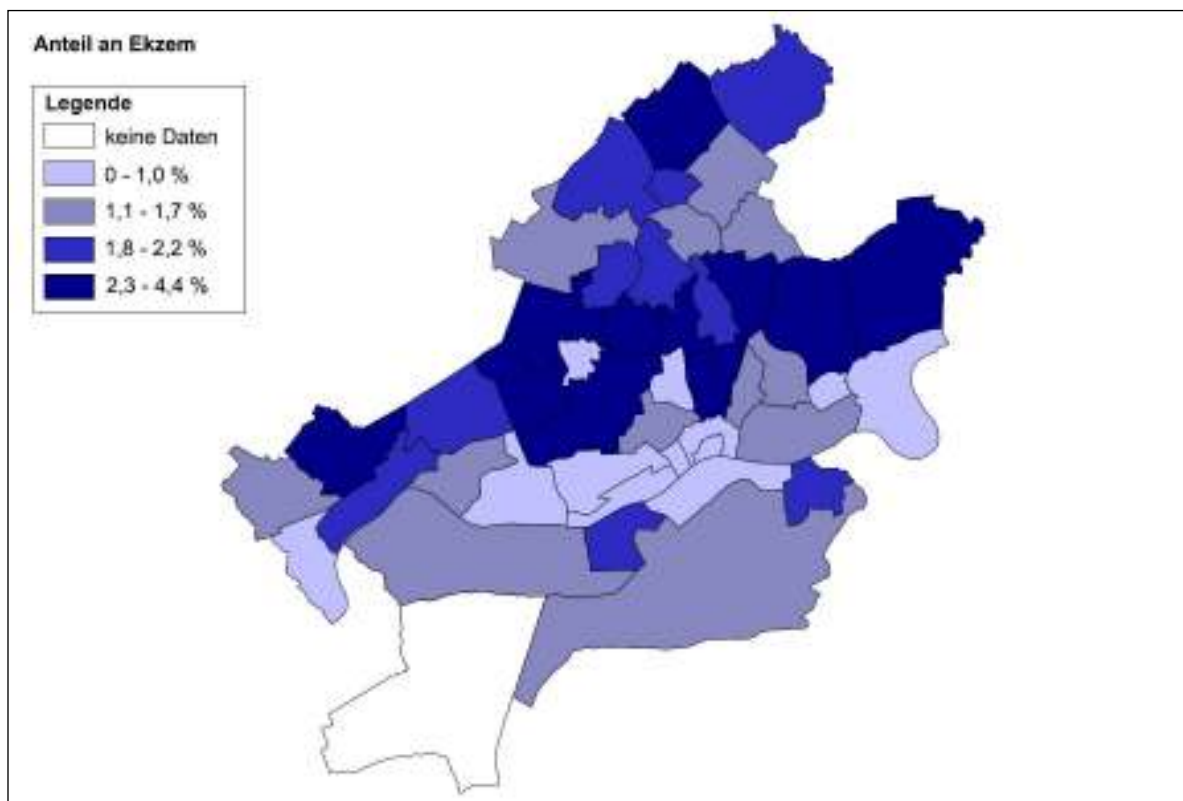 Anteil an Ekzem
Legende
keine Daten
0 - 1,0 %
1,1 - 1,7 %
1,8 - 2,2 %
2,3 - 4,4 %